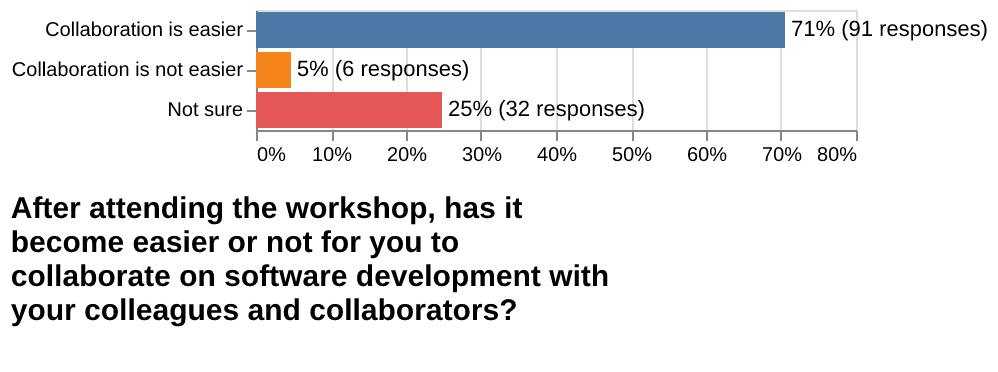 Collaboration is easier 71% (91 responses)
Collaboration is not easier 5% (6 responses)
Not sure 25% (32 responses)
0% 10% 20% 30% 40% 50% 60% 70% 80%
After attending the workshop, has it
become easier or not for you to
collaborate on software development with
your colleagues and collaborators?